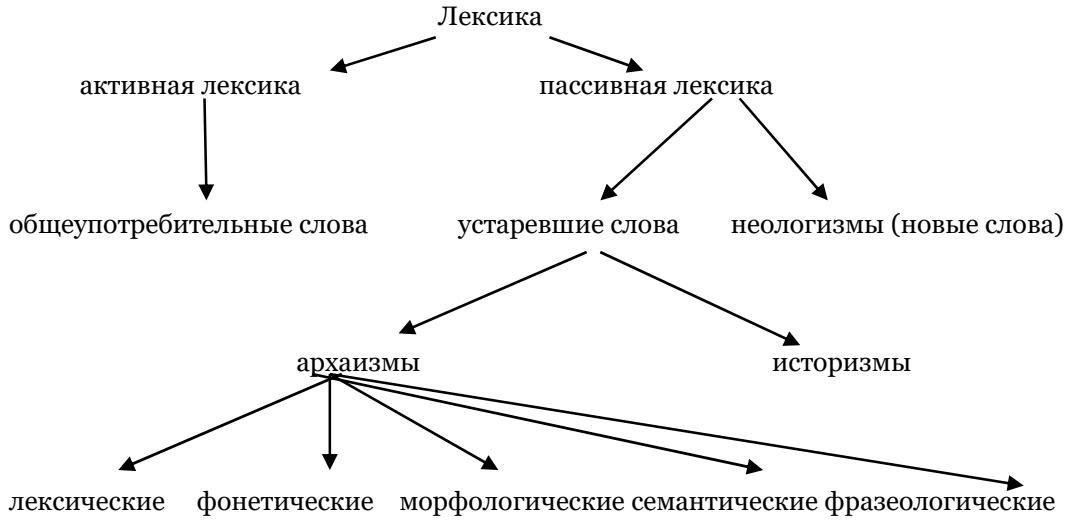 Лексика
активная лексика пассивная лексика
общеупотребительные слова устаревшие слова неологизмы (новые слова)
архаизмы историзмы
лексические фонетические морфологические семантические фразеологические